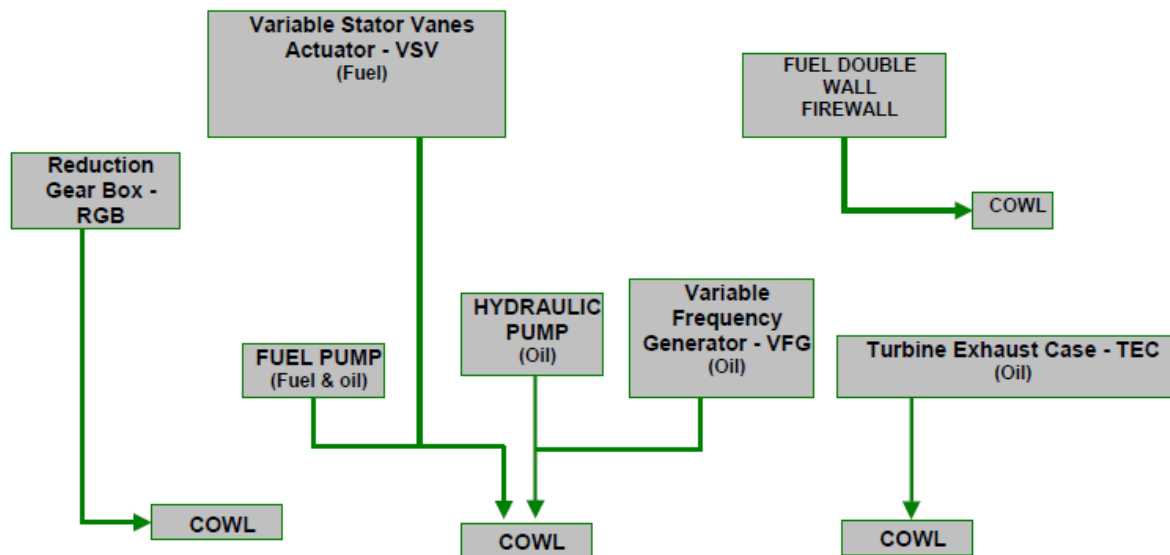 Variable Stator Vanes
Actuator - VSV
(Fuel)
FUEL DOUBLE
WALL
FIREWALL
Reduction
Gear Box -
RGB
COWL
HYDRAULIC
PUMP
(Oil)
Variable
Frequency
Generator - VFG
(Oil)
FUEL PUMP
(Fuel & oil)
Turbine Exhaust Case - TEC
(Oil)
COWL
COWL
COWL